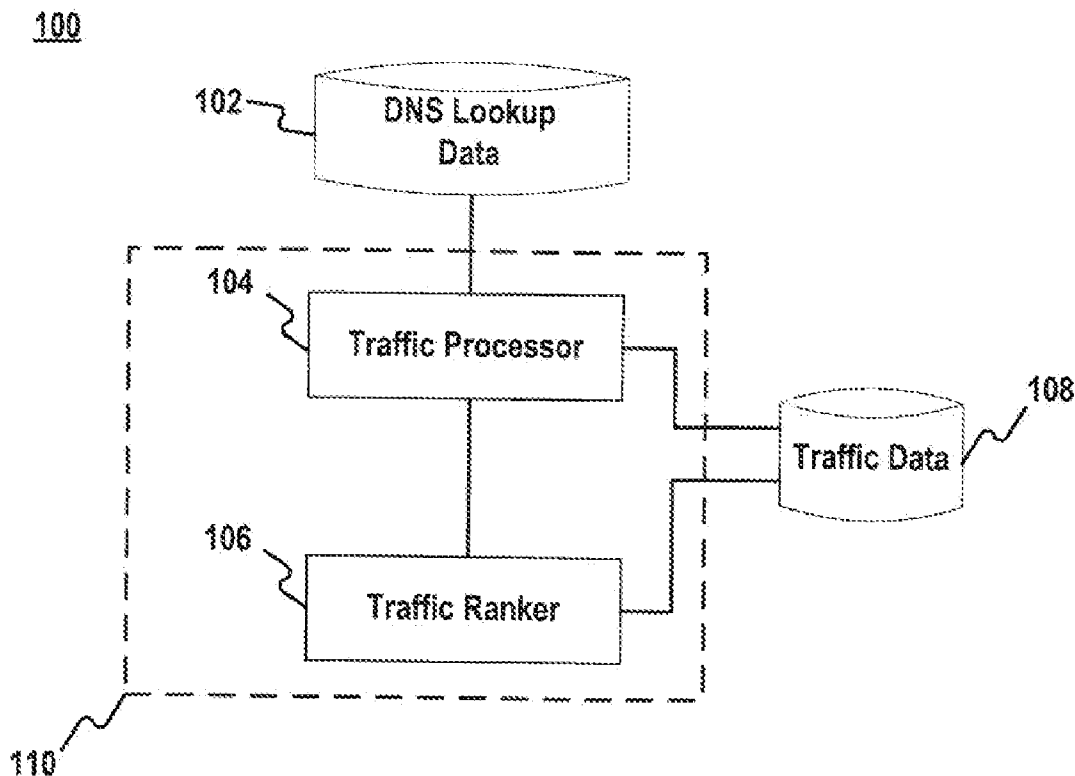 100
102
DNS Lookup
Data
104
Traffic Processor
108
Traffic Data
106
Traffic Ranker
110